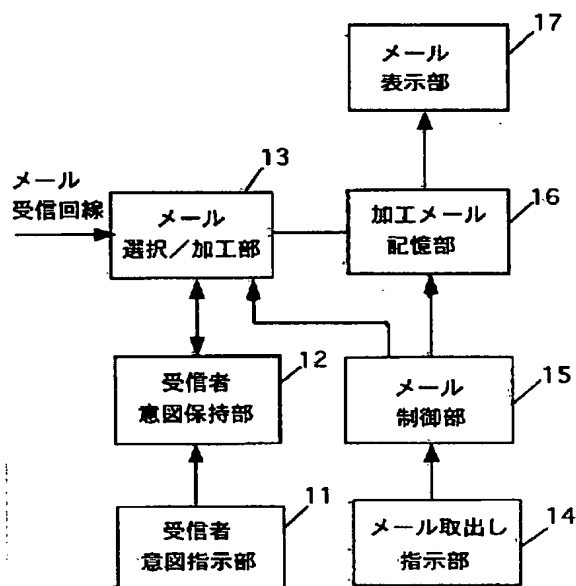 17
メール
表示部
13
メール
受信回線
メール
選択／加工部
16
加工メール
記憶部
12
受信者
意図保持部
15
メール
制御部
11
受信者
意図指示部
14
メール取出し
指示部